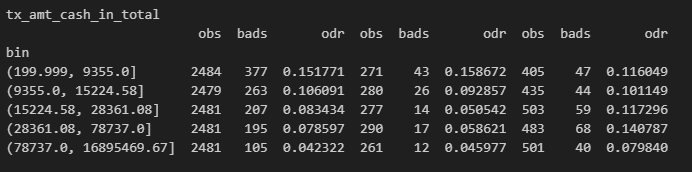 tx_amt_cash_in_total
obs bads odr obs bads odr obs bads odr
bin
(199.999, 9355.0] 2484 377 0.151771 271 43 0.158672 405 47 0.116049
(9355.0, 15224.58] 2479 263 0.106091 280 26 0.092857 435 44 0.101149
(15224.58, 28361.08] 2481 207 0.083434 277 14 0.050542 503 59 0.117296
(28361.08, 78737.0] 2481 195 0.078597 290 17 0.058621 483 68 0.140787
(78737.0, 16895469.67] 2481 105 0.042322 261 12 0.045977 501 40 0.079840